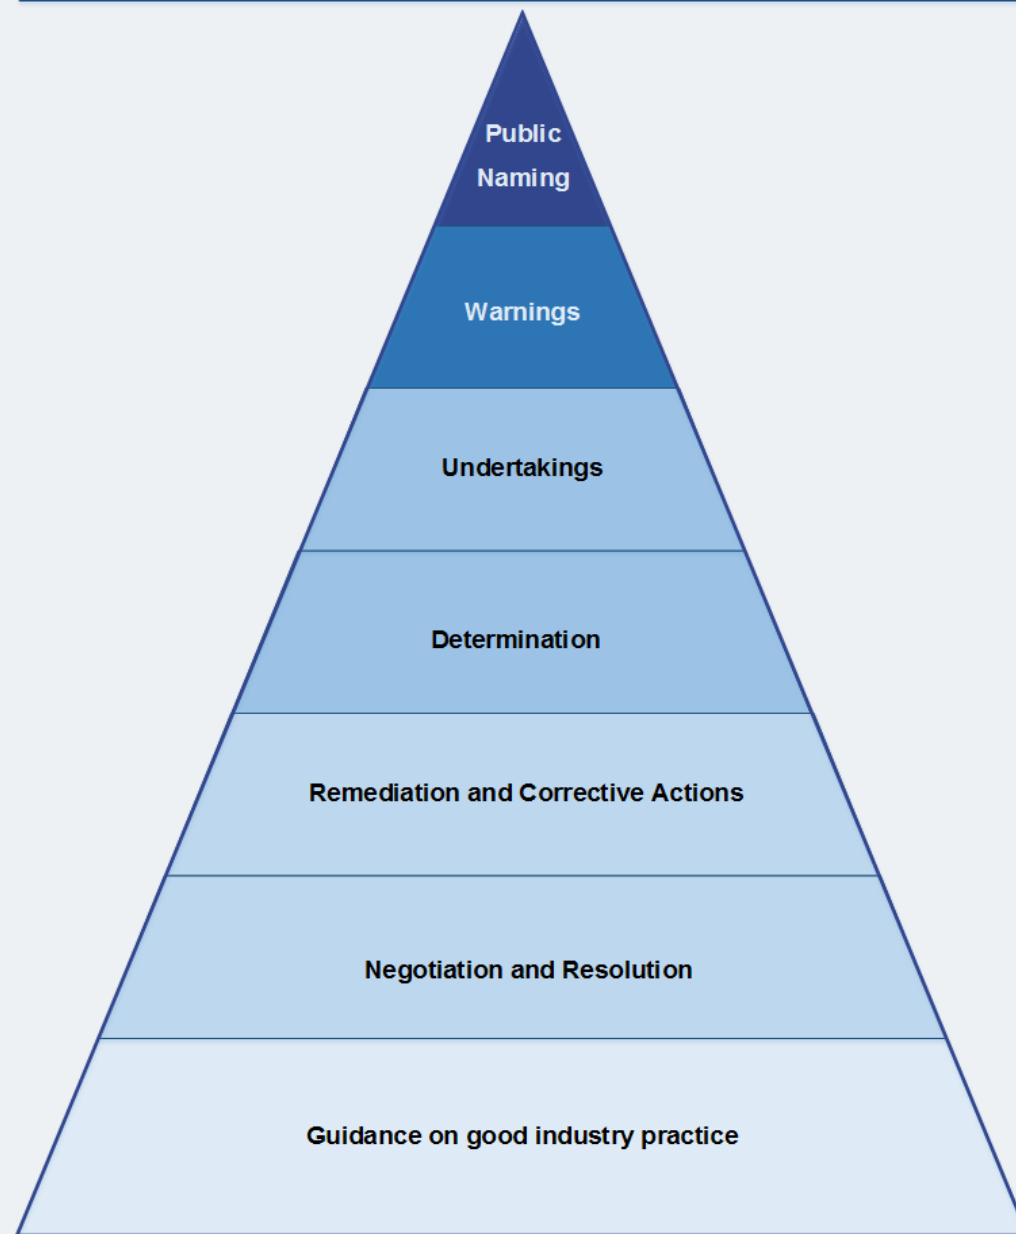 Public
Naming
Warnings
Undertakings
Determination
Remediation and Corrective Actions
Negotiation and Resolution
Guidance on good industry practice